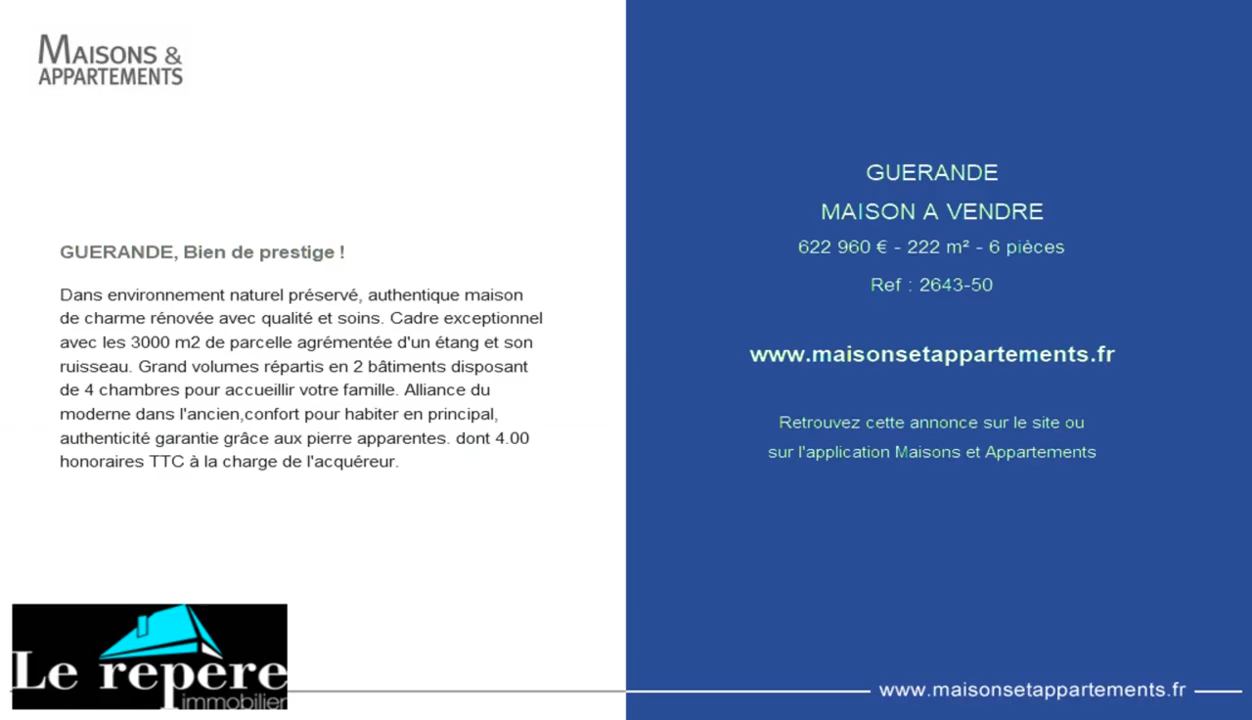 MAISONS &
APPARTEMENTS
GUERANDE, Bien de prestige !
Dans environnement naturel préservé, authentique maison
de charme rénovée avec qualité et soins. Cadre exceptionnel
avec les 3000 m2 de parcelle agrémentée d'un étang et son
ruisseau. Grand volumes répartis en 2 bâtiments disposant
de 4 chambres pour accueillir votre famille. Alliance du
moderne dans l'ancien,confort pour habiter en principal,
authenticité garantie grâce aux pierre apparentes. dont 4.00
honoraires TTC à la charge de l'acquéreur.
Le repère
immobilier
GUERANDE
MAISON A VENDRE
622 960 € - 222 m² - 6 pièces
Ref : 2643-50
www.maisonsetappartements.fr
Retrouvez cette annonce sur le site ou
sur l'application Maisons et Appartements
www.maisonsetappartements.fr